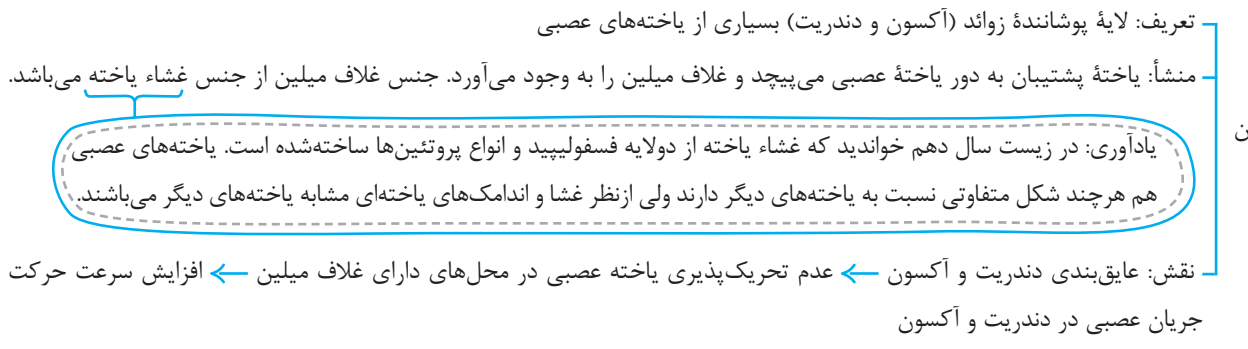 تعریف: لایهٔ پوشانندهٔ زوائد (آکسون و دندریت) بسیاری از یاخته‌های عصبی
منشأ: یاختهٔ پشتیبان به دور یاختهٔ عصبی می‌پیچد و غلاف میلین را به وجود می‌آورد. جنس غلاف میلین از جنس غشاء یاخته می‌باشد.
یادآوری: در زیست سال دهم خواندید که غشاء یاخته از دولایه فسفولیپید و انواع پروتئین‌ها ساخته‌شده است. یاخته‌های عصبی
هم هرچند شکل متفاوتی نسبت به یاخته‌های دیگر دارند ولی ازنظر غشا و اندامک‌های یاخته‌ای مشابه یاخته‌های دیگر می‌باشند.
نقش: عایق‌بندی دندریت و آکسون ← عدم تحریک‌پذیری یاخته عصبی در محل‌های دارای غلاف میلین ← افزایش سرعت حرکت
جریان عصبی در دندریت و آکسون